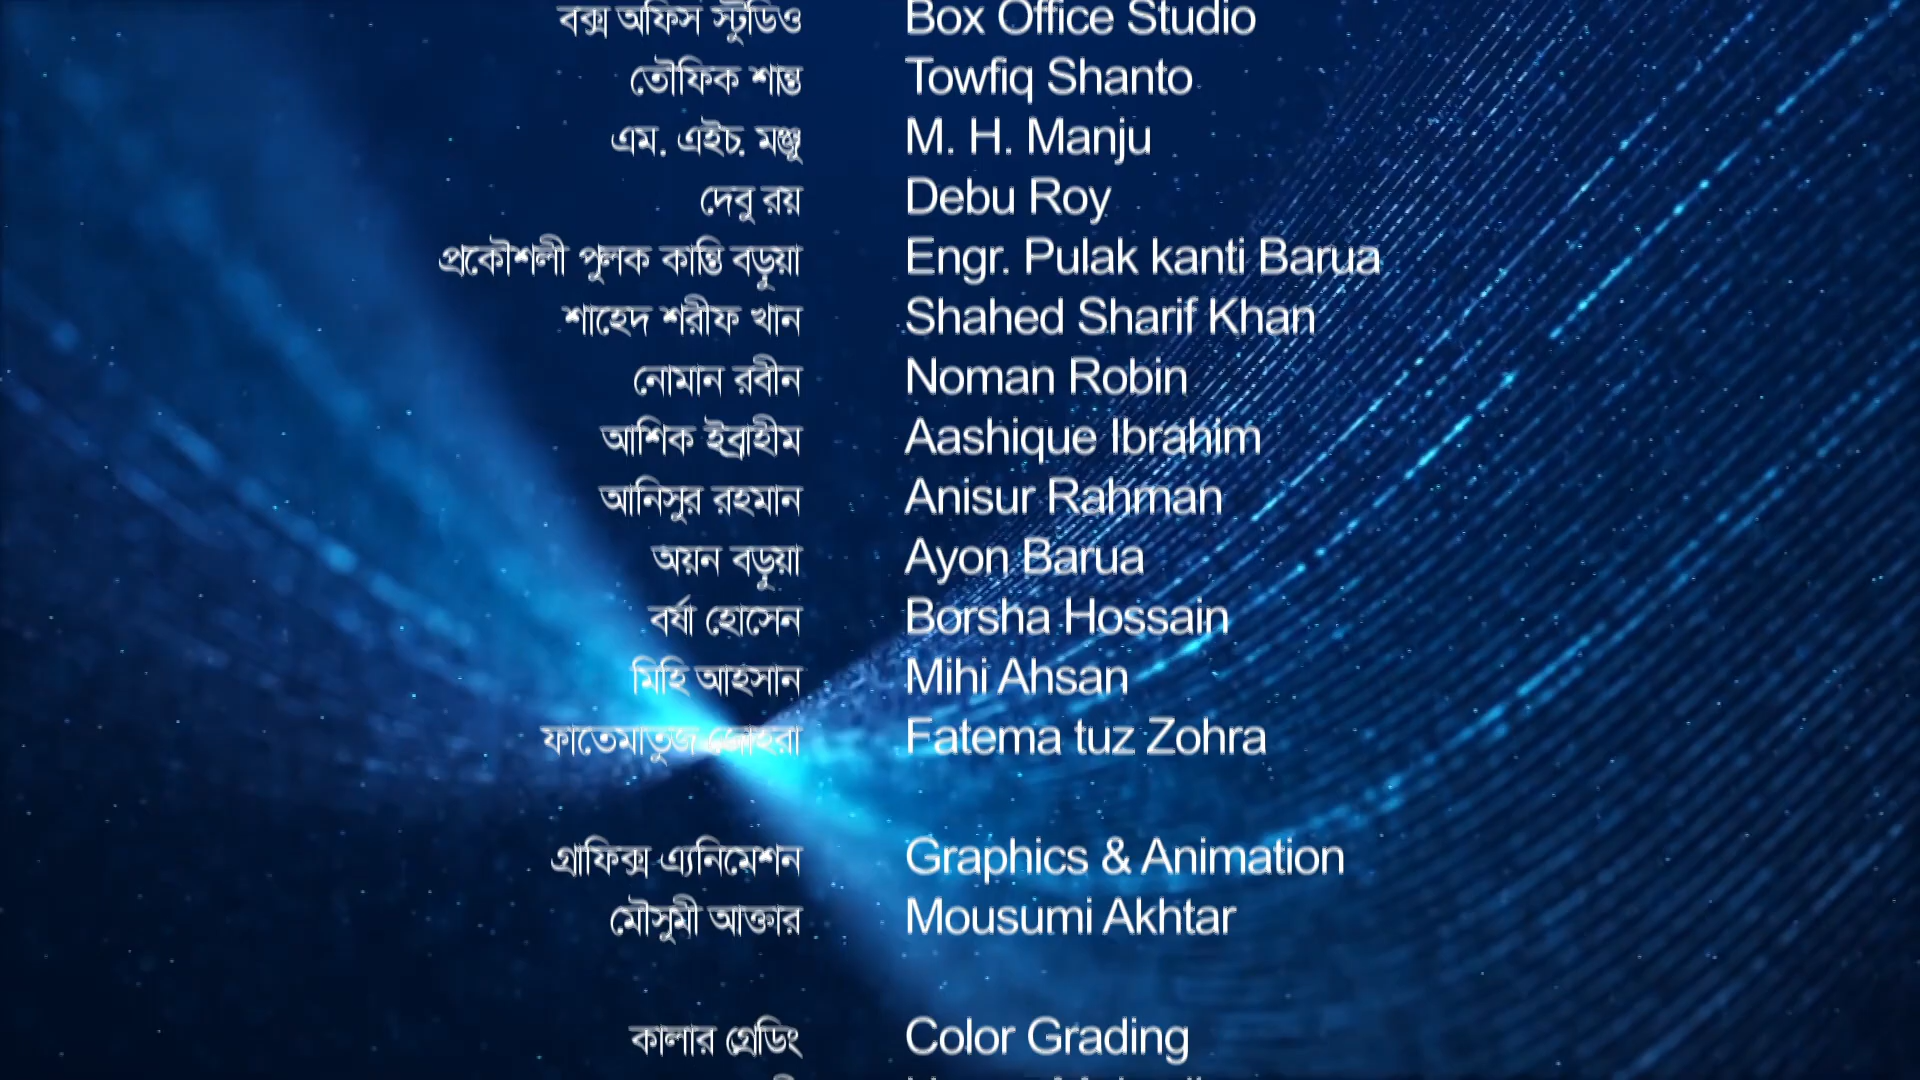 বক্স অফিস স্টুডিও Box Office Studio
তৌফিক শান্ত Towfiq Shanto
এম. এইচ. মঞ্জু M. H. Manju
দেবু রয় Debu Roy
প্রকৌশলী পুলক কান্তি বড়ুয়া Engr. Pulak kanti Barua
শাহেদ শরীফ খান Shahed Sharif Khan
নোমান রবীন Noman Robin
আশিক ইব্রাহীম Aashique Ibrahim
আনিসুর রহমান Anisur Rahman
অয়ন বড়ুয়া Ayon Barua
বর্ষা হোসেন Borsha Hossain
মিহি আহসান Mihi Ahsan
ফাতেমাতুজ জোহরা Fatema tuz Zohra
গ্রাফিক্স এ্যনিমেশন Graphics & Animation
মৌসুমী আক্তার Mousumi Akhtar
কালার গ্রেডিং Color Grading